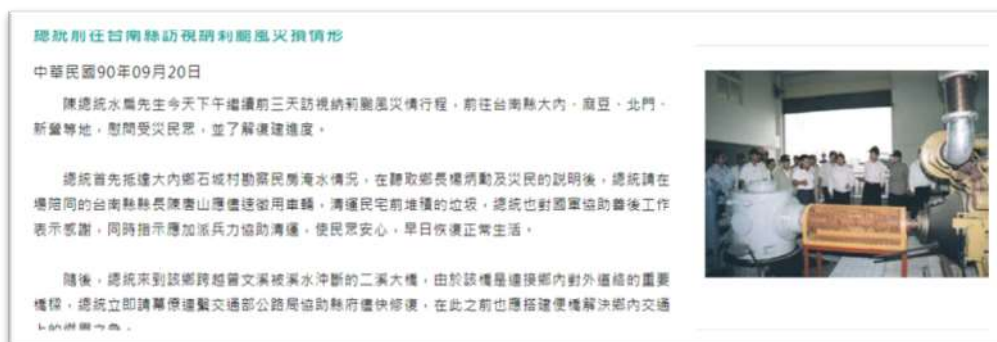 總統前往台南縣訪視納莉颱風災損情形
中華民國90年09月20日
陳總統水扁先生今天下午繼續前三天訪視納莉颱風災情行程，前往台南縣大內、麻豆、北門、
新營等地，慰問受災民眾，並了解復建進度。
總統首先抵達大內鄉石城村勘察民房淹水情況，在聽取鄉長楊炳勳及災民的說明後，總統請在
場陪同的台南縣縣長陳唐山應儘速徵用車輛，清運民宅前堆積的垃圾，總統也對國軍協助善後工作
表示感謝，同時指示應加派兵力協助清運，使民眾安心，早日恢復正常生活。
隨後，總統來到該鄉跨越曾文溪被溪水沖斷的二溪大橋，由於該橋是連接鄉內對外道絡的重要
橋樑，總統立即請幕僚連繫交通部公路局協助縣府儘快修復，在此之前也應搭建便橋解決鄉內交通
上的燃眉之急。